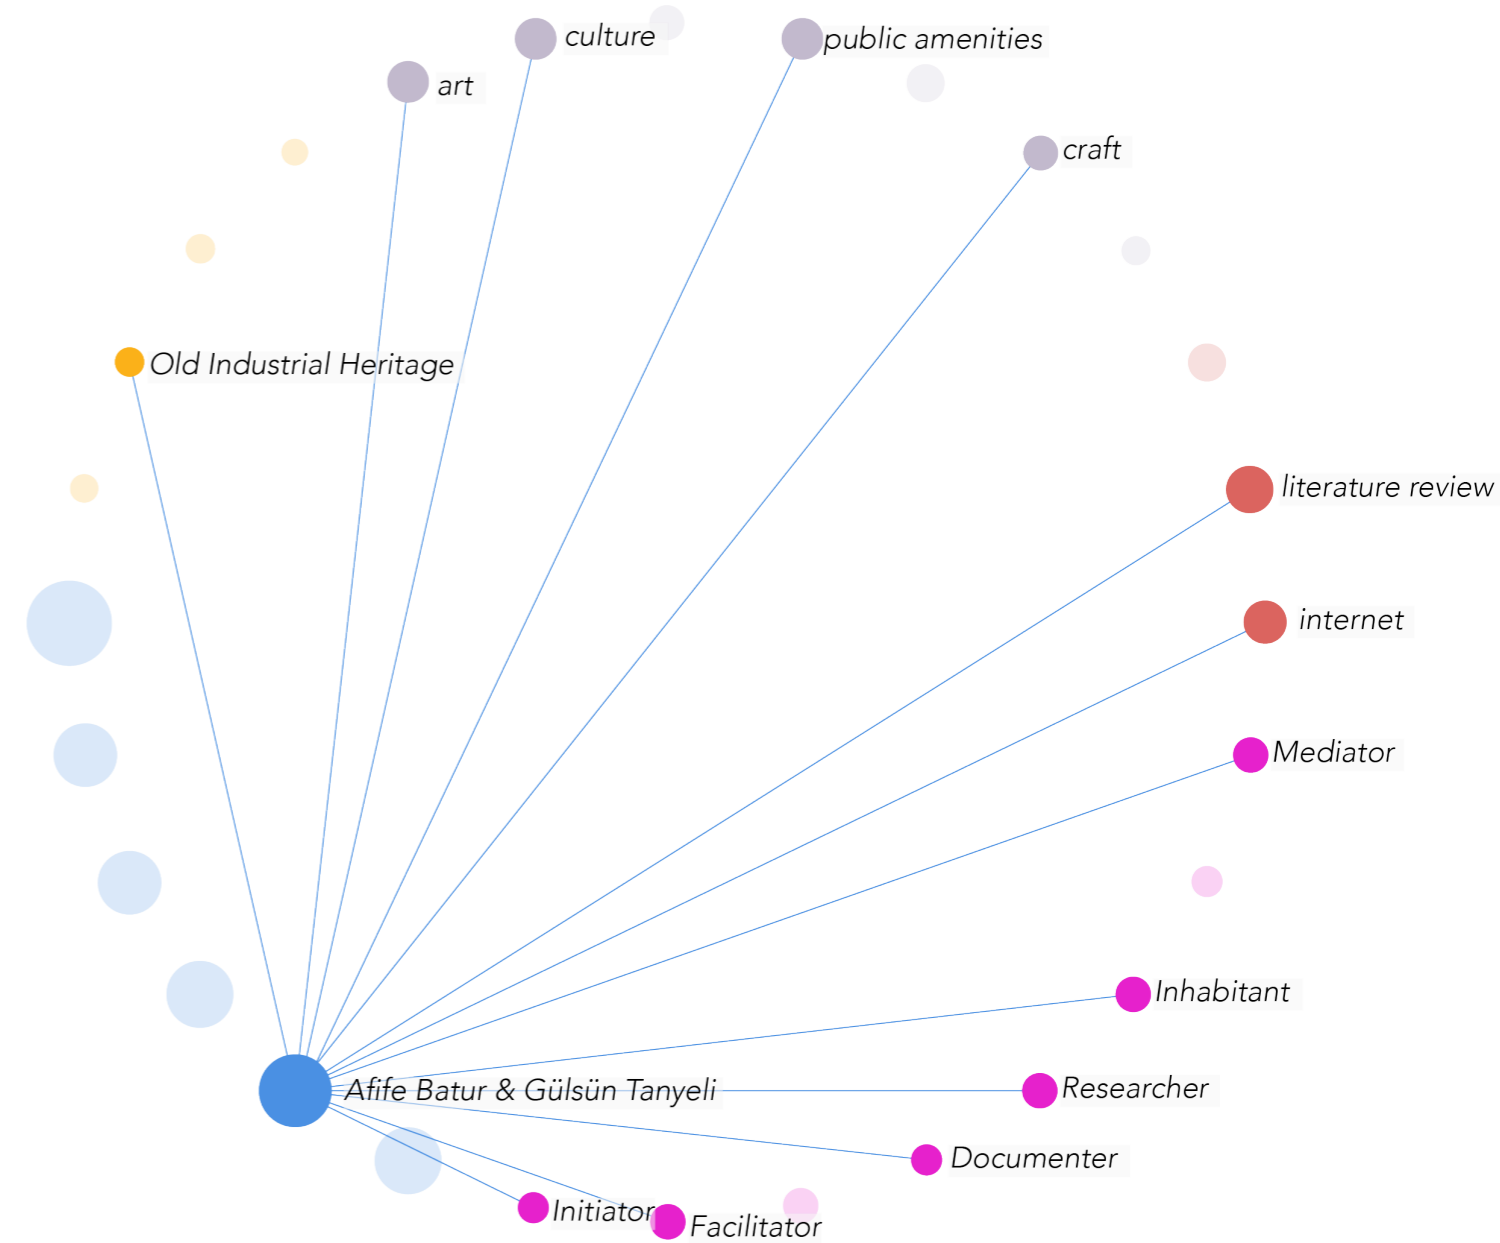 culture
public amenities
art
craft
Old Industrial Heritage
literature review
internet
Mediator
Inhabitant
Afife Batur & Gülsün Tanyeli
Researcher
Documenter
Initiator
Facilitator